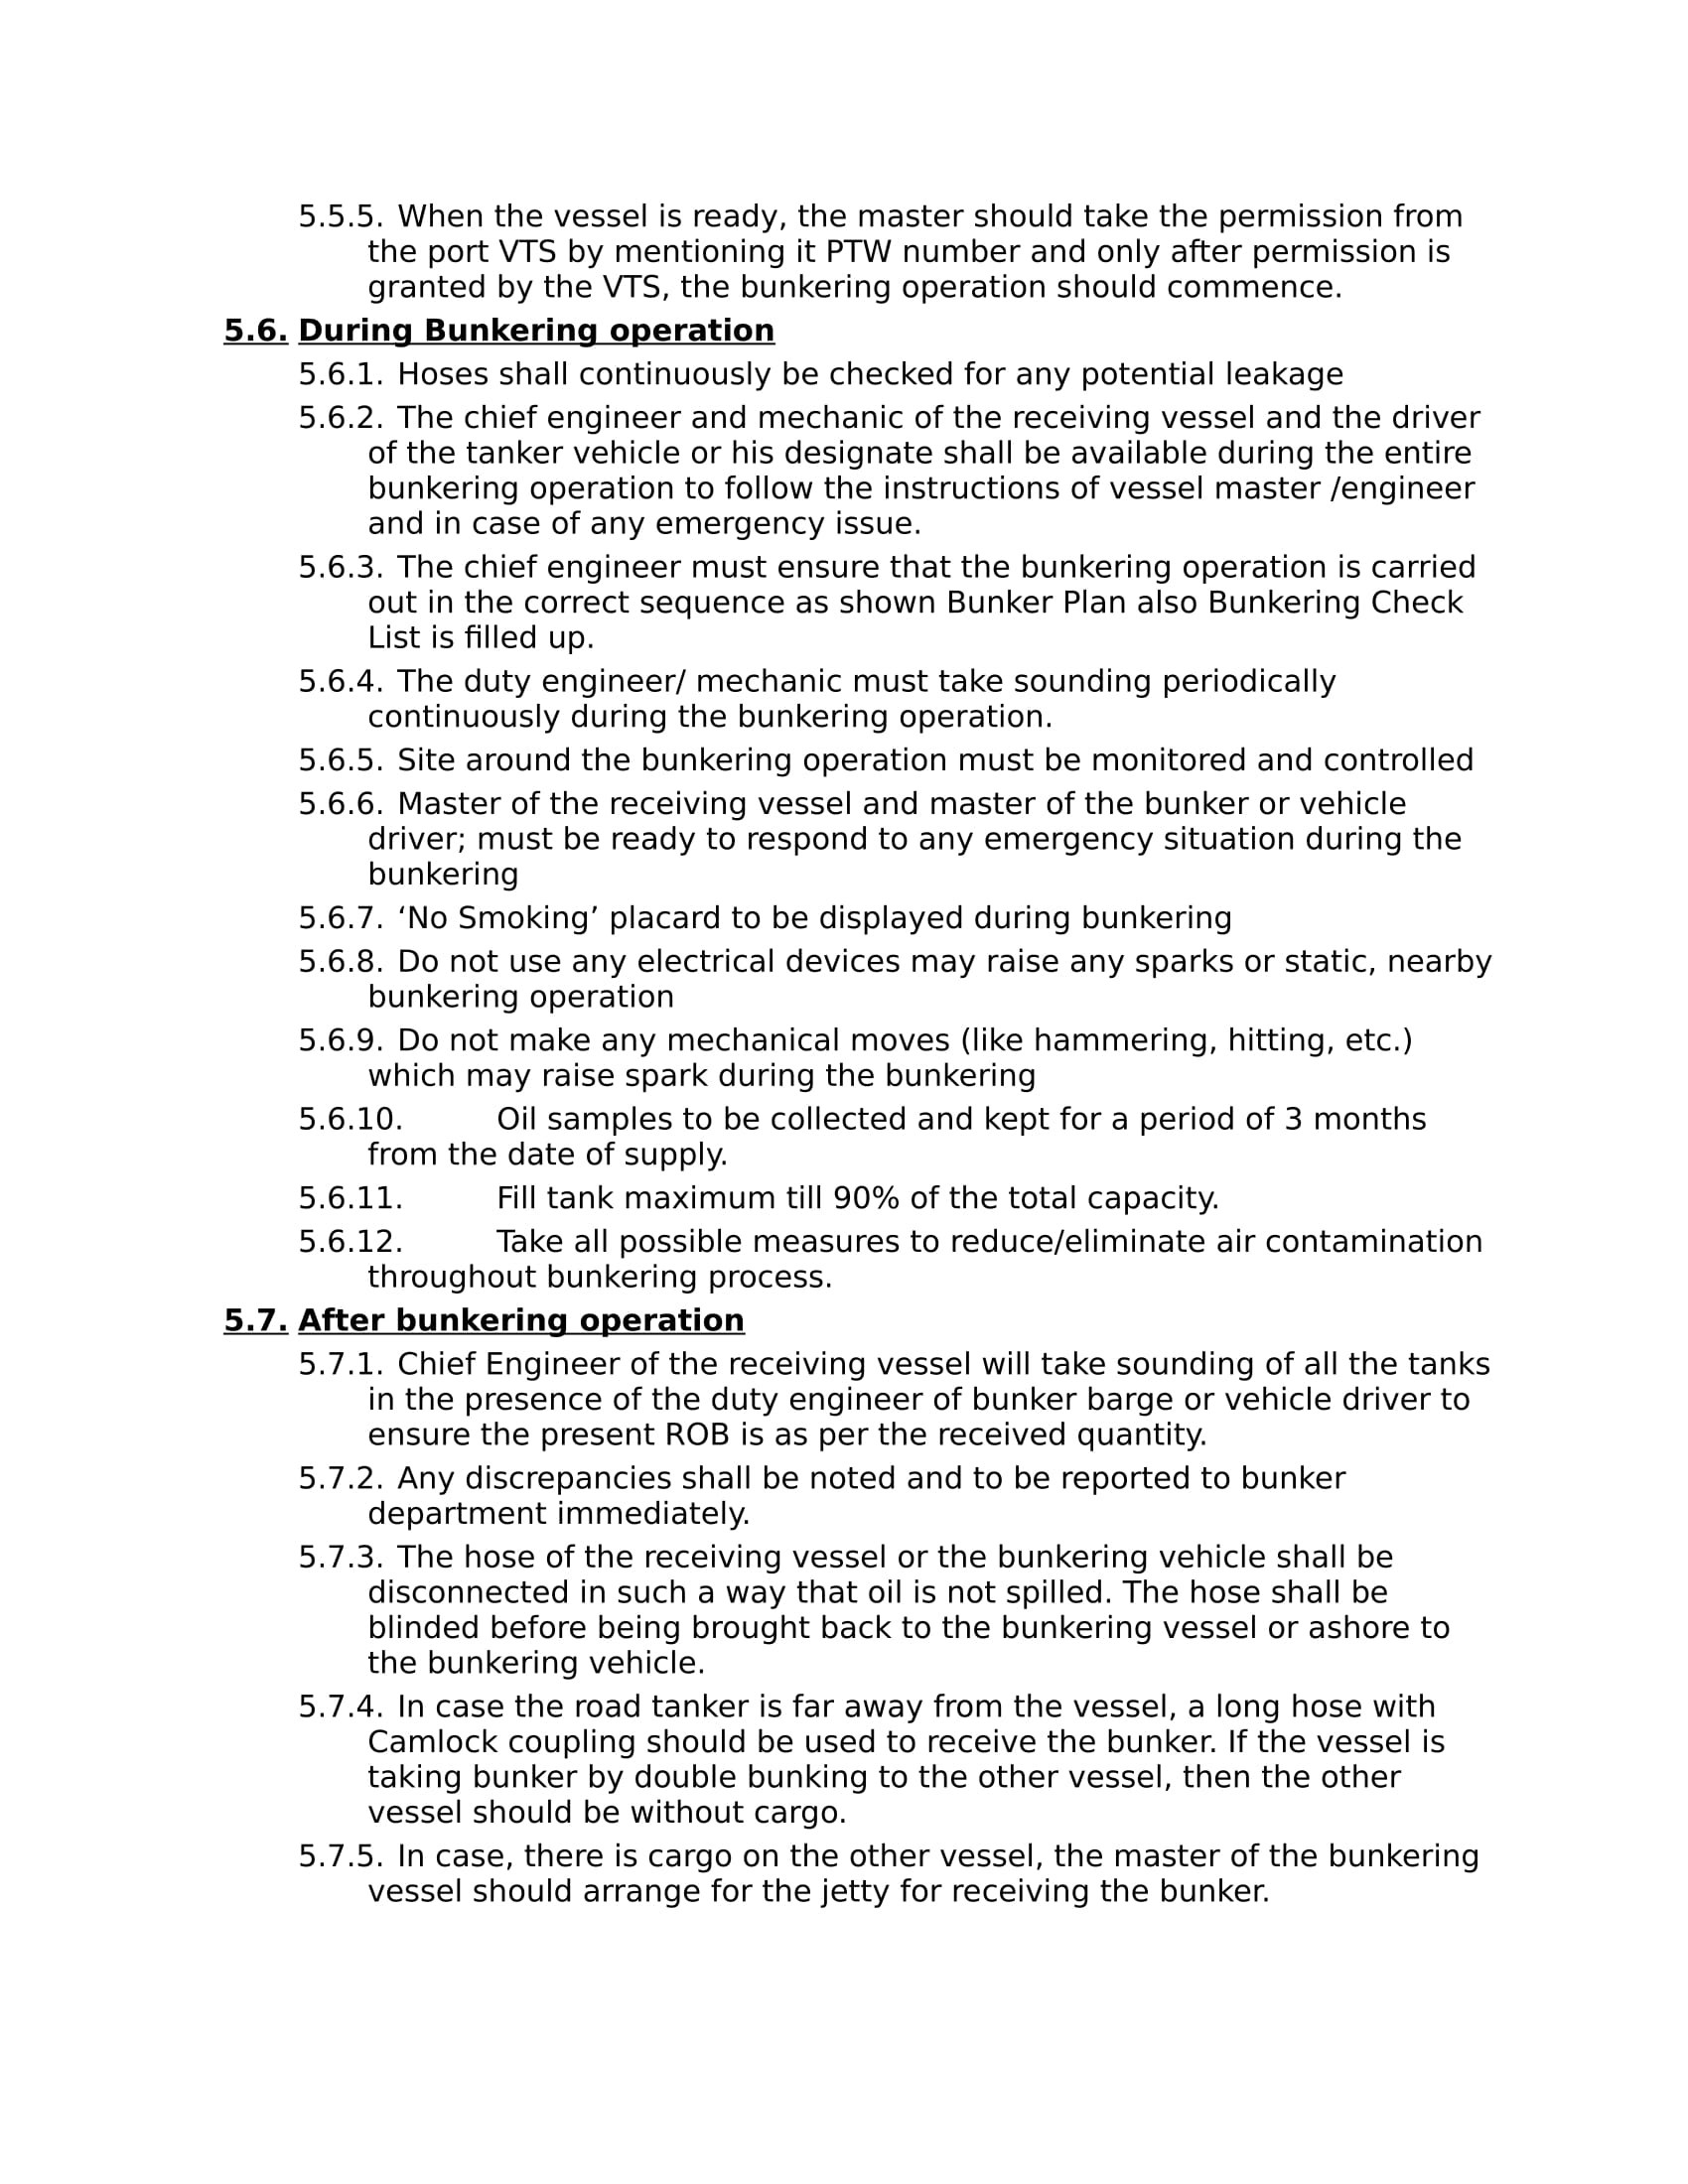 5.5.5. When the vessel is ready, the master should take the permission from
the port VTS by mentioning it PTW number and only after permission is
granted by the VTS, the bunkering operation should commence.
5.6. During Bunkering operation
5.6.1. Hoses shall continuously be checked for any potential leakage
5.6.2. The chief engineer and mechanic of the receiving vessel and the driver
of the tanker vehicle or his designate shall be available during the entire
bunkering operation to follow the instructions of vessel master /engineer
and in case of any emergency issue.
5.6.3. The chief engineer must ensure that the bunkering operation is carried
out in the correct sequence as shown Bunker Plan also Bunkering Check
List is filled up.
5.6.4. The duty engineer/ mechanic must take sounding periodically
continuously during the bunkering operation.
5.6.5. Site around the bunkering operation must be monitored and controlled
5.6.6. Master of the receiving vessel and master of the bunker or vehicle
driver; must be ready to respond to any emergency situation during the
bunkering
5.6.7. ‘No Smoking’ placard to be displayed during bunkering
5.6.8. Do not use any electrical devices may raise any sparks or static, nearby
bunkering operation
5.6.9. Do not make any mechanical moves (like hammering, hitting, etc.)
which may raise spark during the bunkering
5.6.10. Oil samples to be collected and kept for a period of 3 months
from the date of supply.
5.6.11. Fill tank maximum till 90% of the total capacity.
5.6.12. Take all possible measures to reduce/eliminate air contamination
throughout bunkering process.
5.7. After bunkering operation
5.7.1. Chief Engineer of the receiving vessel will take sounding of all the tanks
in the presence of the duty engineer of bunker barge or vehicle driver to
ensure the present ROB is as per the received quantity.
5.7.2. Any discrepancies shall be noted and to be reported to bunker
department immediately.
5.7.3. The hose of the receiving vessel or the bunkering vehicle shall be
disconnected in such a way that oil is not spilled. The hose shall be
blinded before being brought back to the bunkering vessel or ashore to
the bunkering vehicle.
5.7.4. In case the road tanker is far away from the vessel, a long hose with
Camlock coupling should be used to receive the bunker. If the vessel is
taking bunker by double bunking to the other vessel, then the other
vessel should be without cargo.
5.7.5. In case, there is cargo on the other vessel, the master of the bunkering
vessel should arrange for the jetty for receiving the bunker.